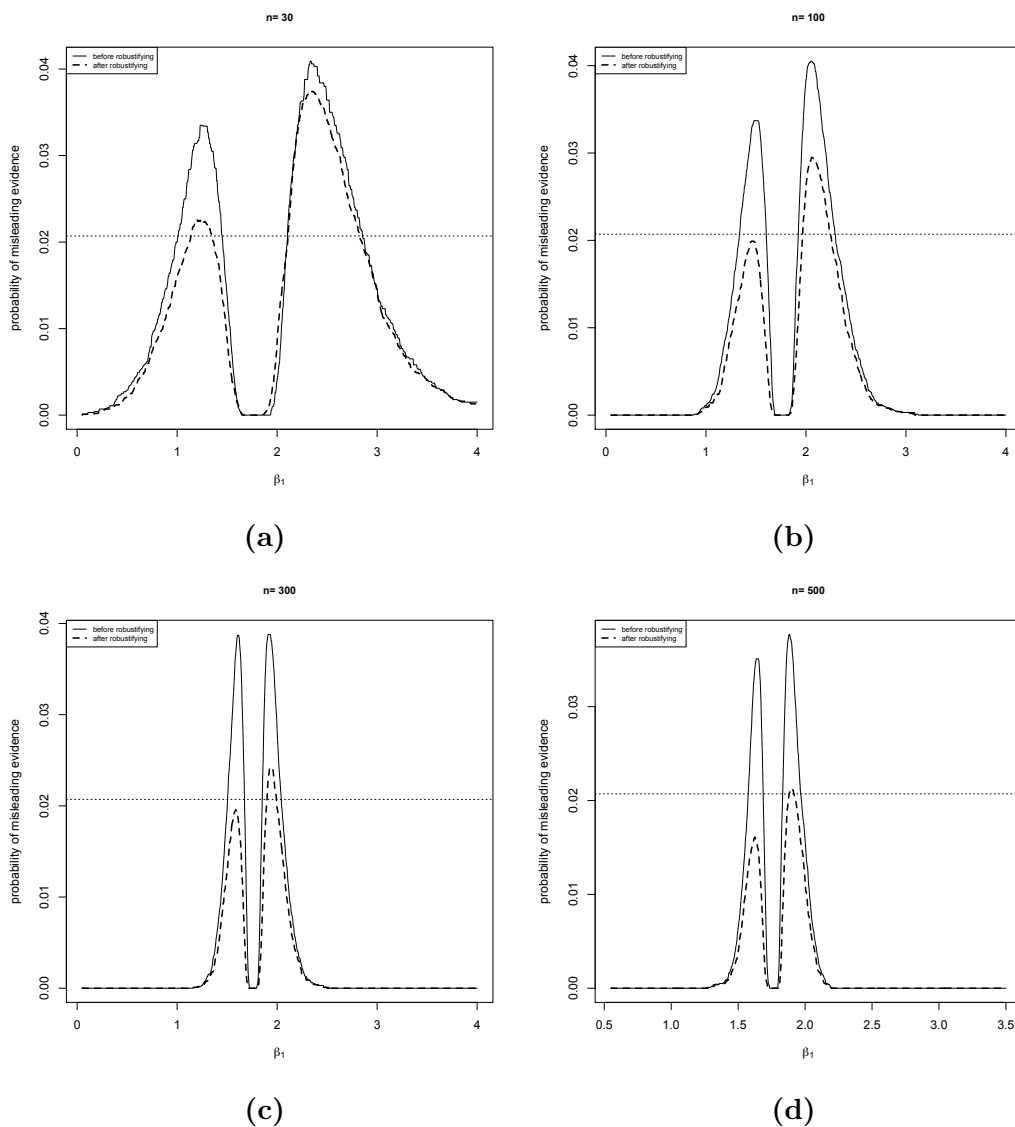 n= 30
before robustifying
after robustifying
probability of misleading evidence
0.00 0.01 0.02 0.03 0.04
0 1 2 3 4
β1
(a)
n= 100
before robustifying
after robustifying
probability of misleading evidence
0.00 0.01 0.02 0.03 0.04
0 1 2 3 4
β1
(b)
n= 300
before robustifying
after robustifying
probability of misleading evidence
0.00 0.01 0.02 0.03 0.04
0 1 2 3 4
β1
(c)
n= 500
before robustifying
after robustifying
probability of misleading evidence
0.00 0.01 0.02 0.03
0.5 1.0 1.5 2.0 2.5 3.0 3.5
β1
(d)